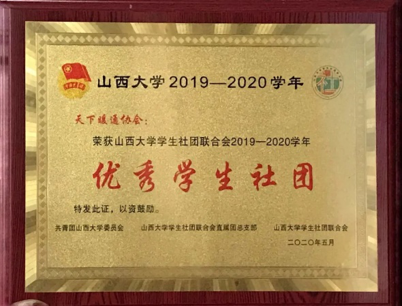 山西大学2019—2020学年
天下暖通协会:
荣获山西大学学生社团联合会2019—2020学年
优秀学生社团
特发此证，以资鼓励。
共青团山西大学委员会 山西大学学生社团联合会直属团总支部 山西大学学生社团联合会
二〇二〇年五月